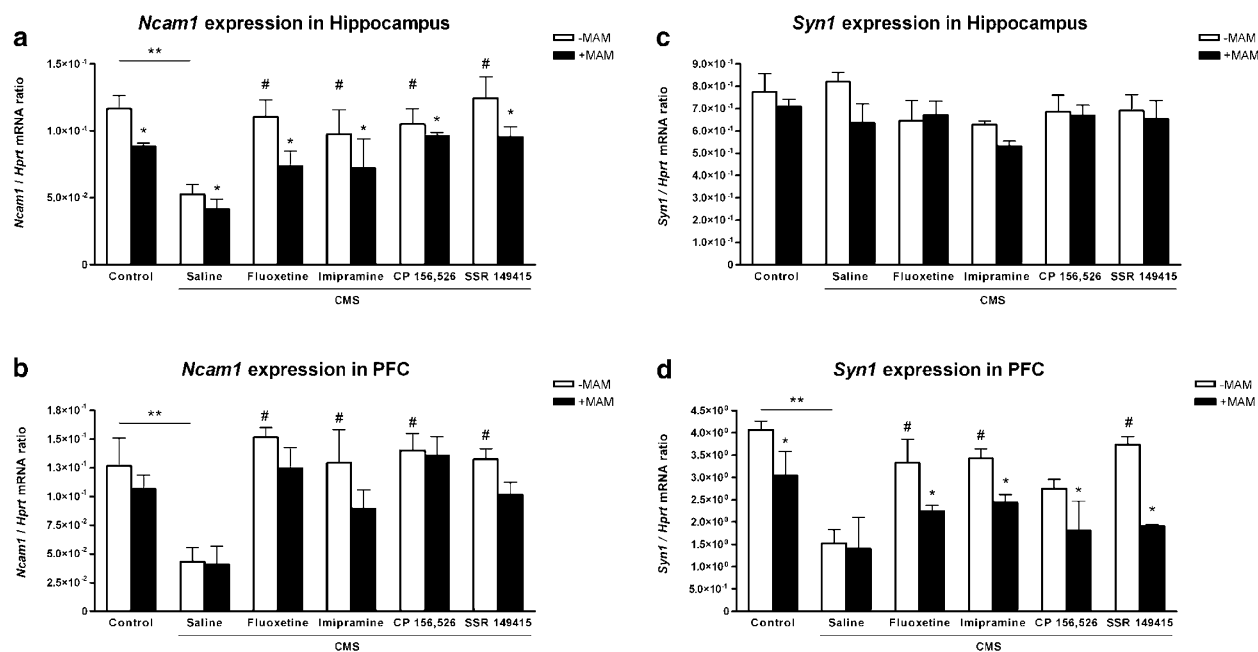 a
Ncam1 expression in Hippocampus
-MAM
+MAM
Ncam1 / Hprt mRNA ratio
1.5×10⁻¹
1.0×10⁻¹
5.0×10⁻²
0
**
*
*
#
*
#
*
#
*
#
*
Control Saline Fluoxetine Imipramine CP 156,526 SSR 149415
CMS
c
Syn1 expression in Hippocampus
-MAM
+MAM
Syn1 / Hprt mRNA ratio
9.0×10⁻¹
8.0×10⁻¹
7.0×10⁻¹
6.0×10⁻¹
5.0×10⁻¹
4.0×10⁻¹
3.0×10⁻¹
2.0×10⁻¹
1.0×10⁻¹
0
Control Saline Fluoxetine Imipramine CP 156,526 SSR 149415
CMS
b
Ncam1 expression in PFC
-MAM
+MAM
Ncam1 / Hprt mRNA ratio
1.8×10⁻¹
1.5×10⁻¹
1.3×10⁻¹
1.0×10⁻¹
7.5×10⁻²
5.0×10⁻²
2.5×10⁻²
0
**
#
#
#
#
Control Saline Fluoxetine Imipramine CP 156,526 SSR 149415
CMS
d
Syn1 expression in PFC
-MAM
+MAM
Syn1 / Hprt mRNA ratio
4.5×10⁰
4.0×10⁰
3.5×10⁰
3.0×10⁰
2.5×10⁰
2.0×10⁰
1.5×10⁰
1.0×10⁰
5.0×10⁻¹
0
**
*
#
*
#
*
*
#
*
Control Saline Fluoxetine Imipramine CP 156,526 SSR 149415
CMS